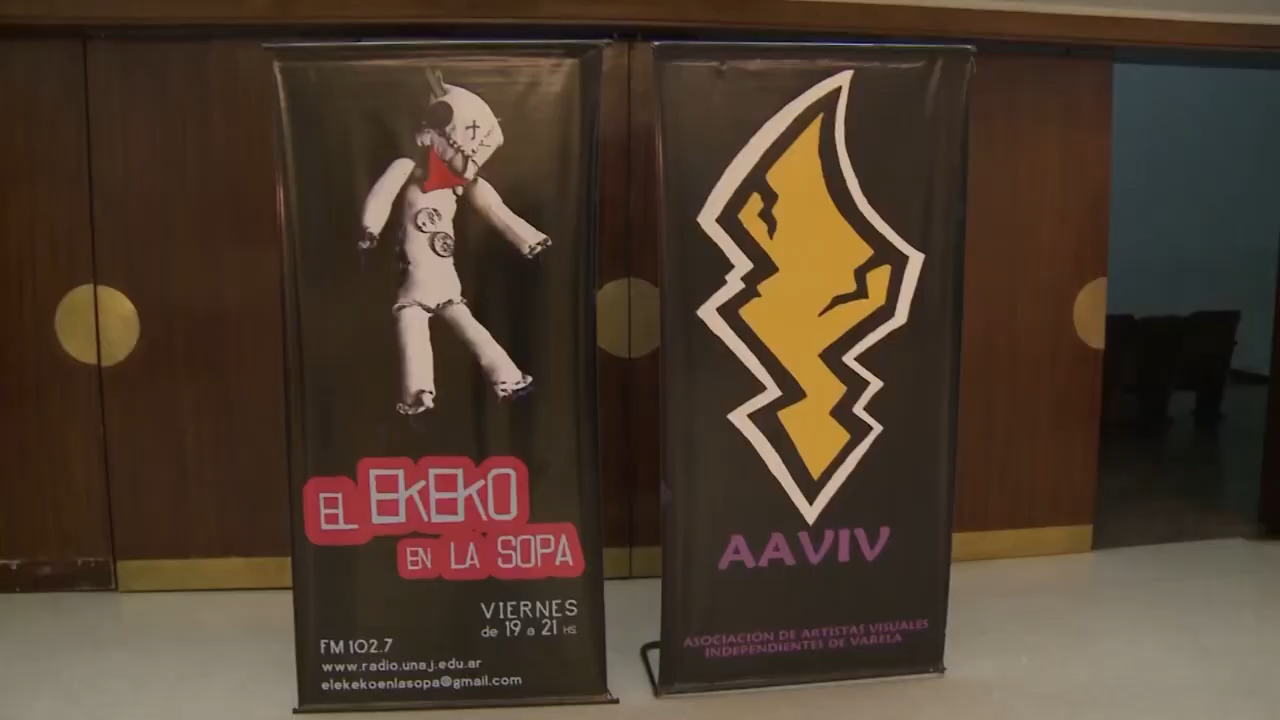 EL EKEKO
EN LA SOPA
VIERNES
de 19 a 21 HS.
FM 102.7
www.radio.unaj.edu.ar
elekekoenlasopa@gmail.com
AAVIV
ASOCIACIÓN DE ARTISTAS VISUALES
INDEPENDIENTES DE VARELA